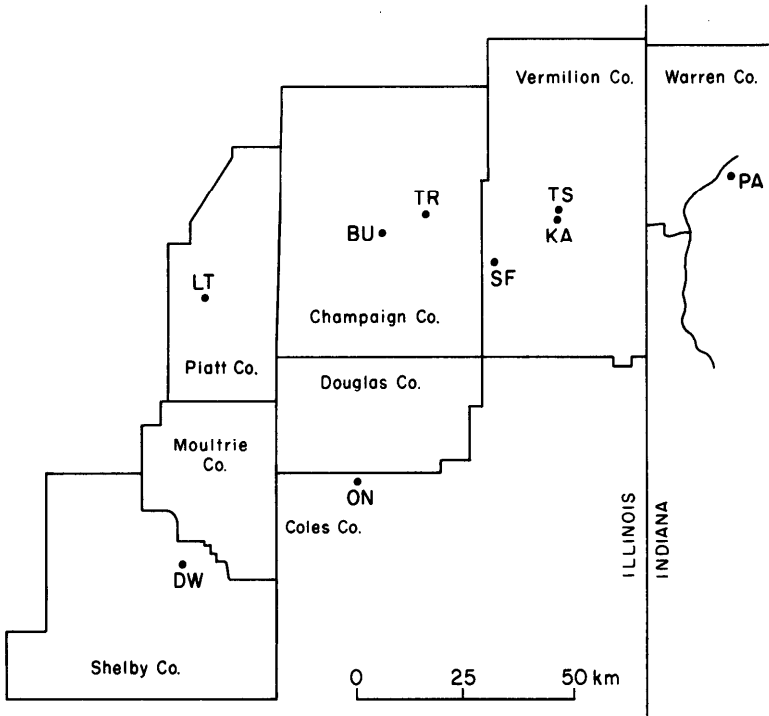 Vermilion Co.
Warren Co.
PA
TR
TS
BU
KA
SF
LT
Champaign Co.
Piatt Co.
Douglas Co.
Moultrie
Co.
ON
Coles Co.
ILLINOIS
INDIANA
DW
Shelby Co.
0 25 50 km